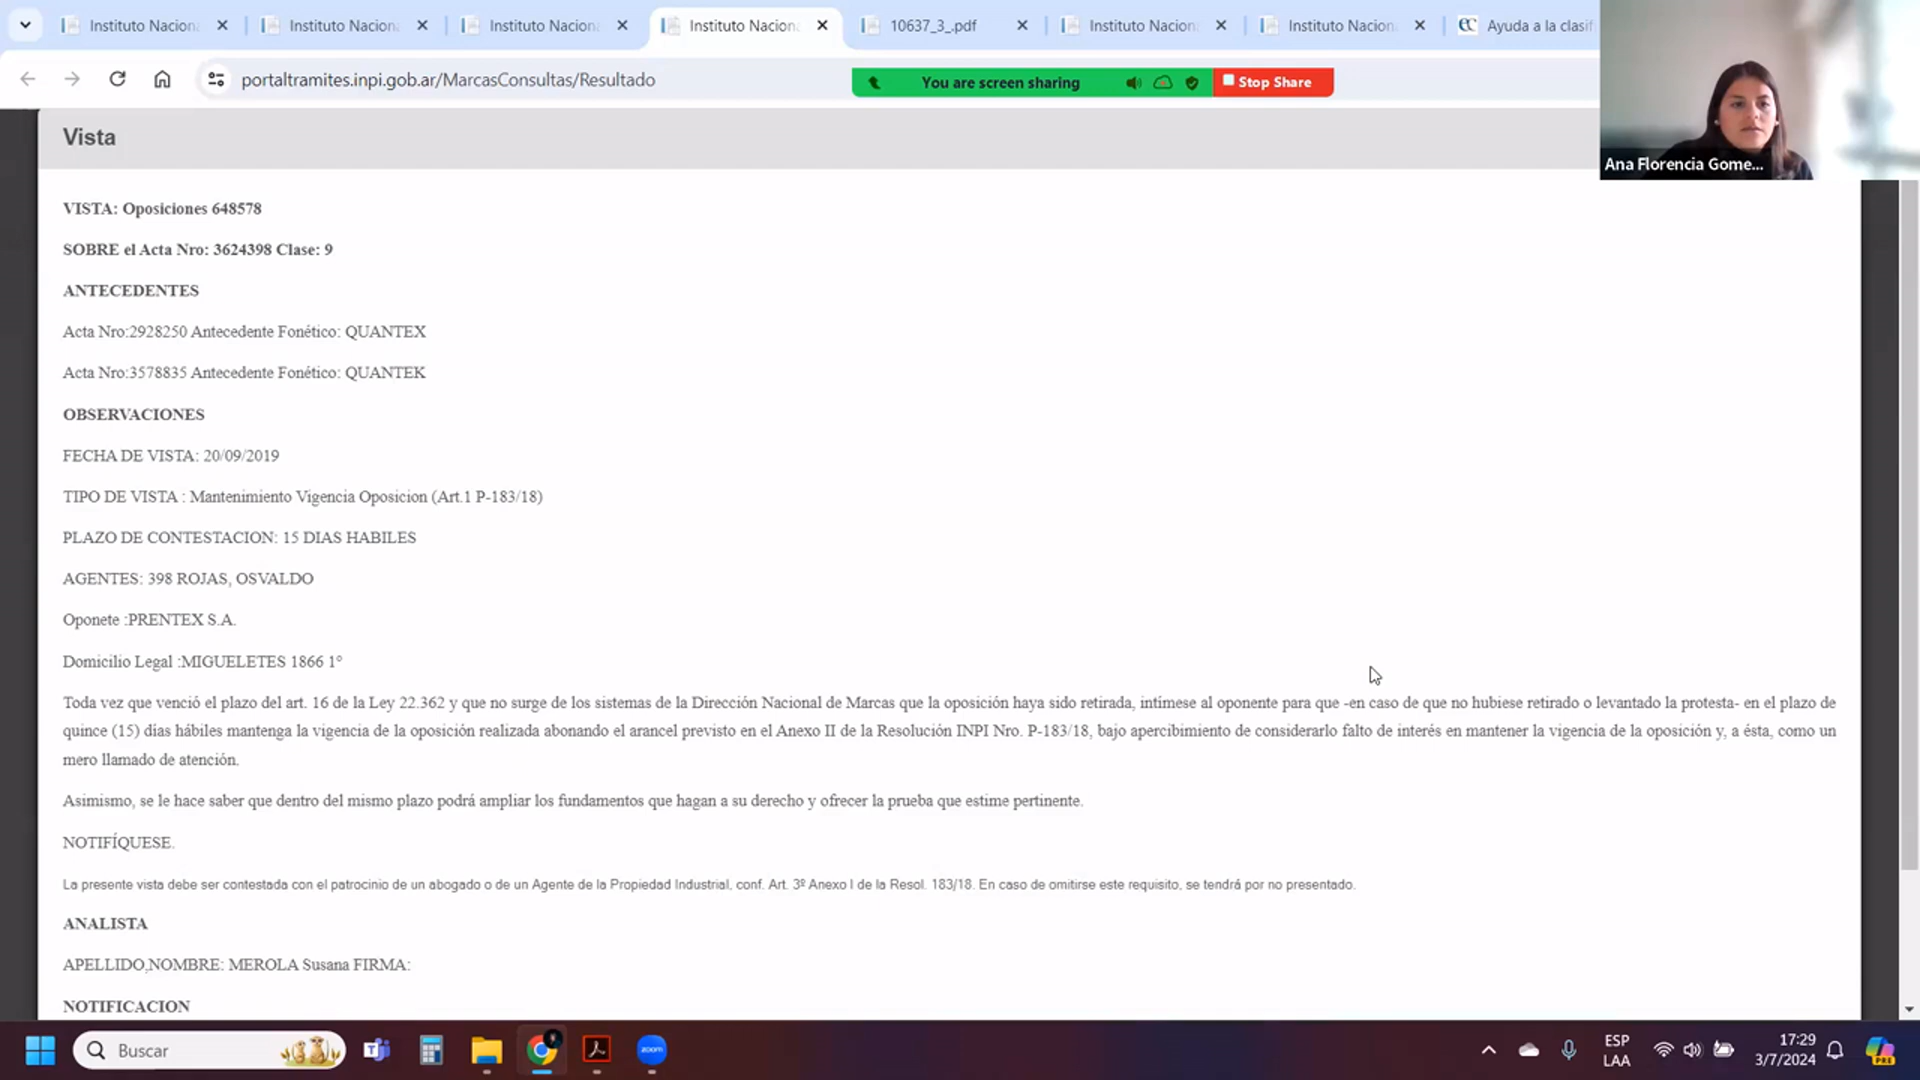 Instituto Nacion
Instituto Nacion
Instituto Nacion
Instituto Nacion
10637_3_.pdf
Instituto Nacion
Instituto Nacion
Ayuda a la clasif
portaltramites.inpi.gob.ar/MarcasConsultas/Resultado
You are screen sharing
Stop Share
Ana Florencia Gome...
Vista
VISTA: Oposiciones 648578
SOBRE el Acta Nro: 3624398 Clase: 9
ANTECEDENTES
Acta Nro:2928250 Antecedente Fonético: QUANTEX
Acta Nro:3578835 Antecedente Fonético: QUANTEK
OBSERVACIONES
FECHA DE VISTA: 20/09/2019
TIPO DE VISTA : Mantenimiento Vigencia Oposicion (Art.1 P-183/18)
PLAZO DE CONTESTACION: 15 DIAS HABILES
AGENTES: 398 ROJAS, OSVALDO
Oponete :PRENTEX S.A.
Domicilio Legal :MIGUELETES 1866 1°
Toda vez que venció el plazo del art. 16 de la Ley 22.362 y que no surge de los sistemas de la Dirección Nacional de Marcas que la oposición haya sido retirada, intímese al oponente para que -en caso de que no hubiese retirado o levantado la protesta- en el plazo de
quince (15) días hábiles mantenga la vigencia de la oposición realizada abonando el arancel previsto en el Anexo II de la Resolución INPI Nro. P-183/18, bajo apercibimiento de considerarlo falto de interés en mantener la vigencia de la oposición y, a ésta, como un
mero llamado de atención.
Asimismo, se le hace saber que dentro del mismo plazo podrá ampliar los fundamentos que hagan a su derecho y ofrecer la prueba que estime pertinente.
NOTIFÍQUESE.
La presente vista debe ser contestada con el patrocinio de un abogado o de un Agente de la Propiedad Industrial, conf. Art. 3º Anexo I de la Resol. 183/18. En caso de omitirse este requisito, se tendrá por no presentado.
ANALISTA
APELLIDO,NOMBRE: MEROLA Susana FIRMA:
NOTIFICACION
Buscar
zoom
ESP
LAA
17:29
3/7/2024
PRE